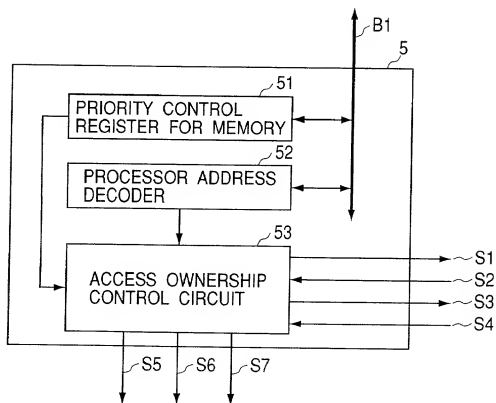 B1
5
51
PRIORITY CONTROL
REGISTER FOR MEMORY
52
PROCESSOR ADDRESS
DECODER
53
ACCESS OWNERSHIP
CONTROL CIRCUIT
S1
S2
S3
S4
S5 S6 S7